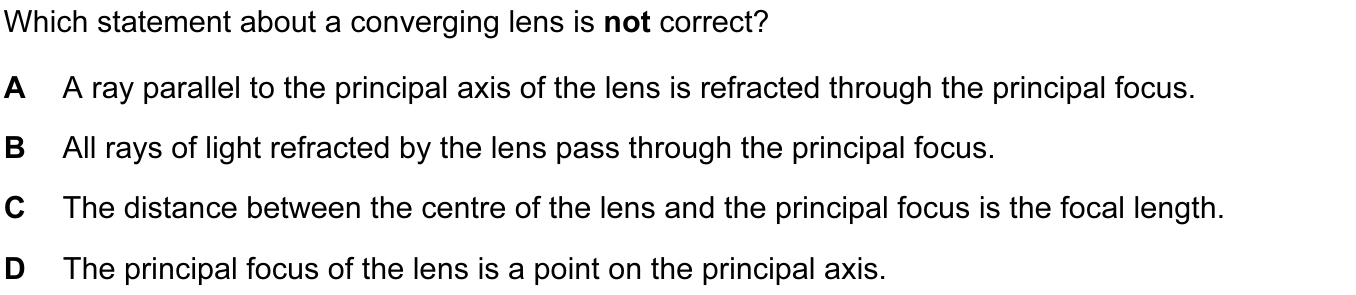 Which statement about a converging lens is not correct?
A A ray parallel to the principal axis of the lens is refracted through the principal focus.
B All rays of light refracted by the lens pass through the principal focus.
C The distance between the centre of the lens and the principal focus is the focal length.
D The principal focus of the lens is a point on the principal axis.